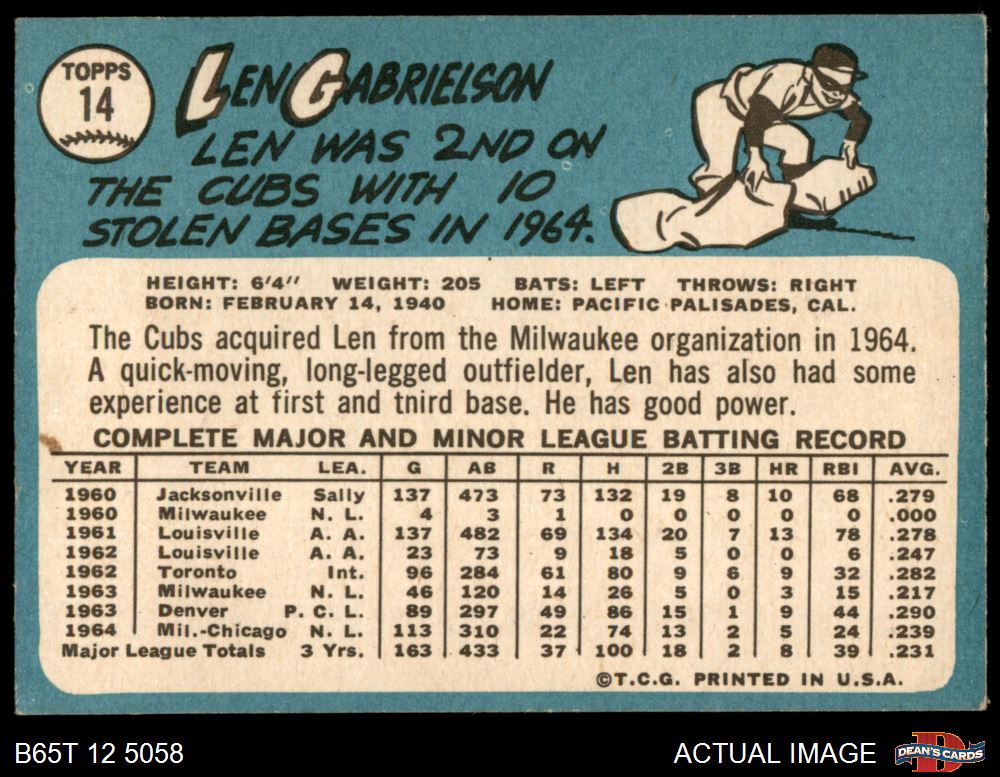 TOPPS
14
LEN GABRIELSON
LEN WAS 2ND ON
THE CUBS WITH 10
STOLEN BASES IN 1964.
HEIGHT: 6'4" WEIGHT: 205 BATS: LEFT THROWS: RIGHT
BORN: FEBRUARY 14, 1940 HOME: PACIFIC PALISADES, CAL.
The Cubs acquired Len from the Milwaukee organization in 1964.
A quick-moving, long-legged outfielder, Len has also had some
experience at first and tnird base. He has good power.
COMPLETE MAJOR AND MINOR LEAGUE BATTING RECORD
YEAR TEAM LEA. G AB R H 2B 3B HR RBI AVG.
1960 Jacksonville Sally 137 473 73 132 19 8 10 68 .279
1960 Milwaukee N. L. 4 3 1 0 0 0 0 0 .000
1961 Louisville A. A. 137 482 69 134 20 7 13 78 .278
1962 Louisville A. A. 23 73 9 18 5 0 0 6 .247
1962 Toronto Int. 96 284 61 80 9 6 9 32 .282
1963 Milwaukee N. L. 46 120 14 26 5 0 3 15 .217
1963 Denver P. C. L. 89 297 49 86 15 1 9 44 .290
1964 Mil.-Chicago N. L. 113 310 22 74 13 2 5 24 .239
Major League Totals 3 Yrs. 163 433 37 100 18 2 8 39 .231
©T.C.G. PRINTED IN U.S.A.
B65T 12 5058 ACTUAL IMAGE D DEAN'S CARDS